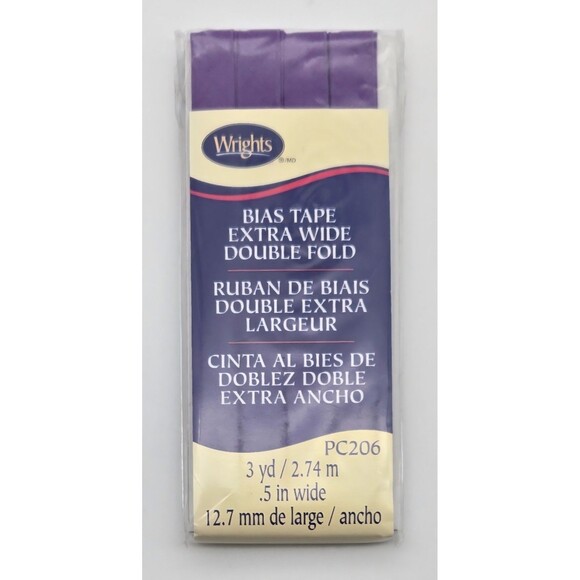 Wrights
BIAS TAPE
EXTRA WIDE
DOUBLE FOLD
RUBAN DE BIAIS
DOUBLE EXTRA
LARGEUR
CINTA AL BIES DE
DOBLEZ DOBLE
EXTRA ANCHO
PC206
3 yd / 2.74 m
.5 in wide
12.7 mm de large / ancho